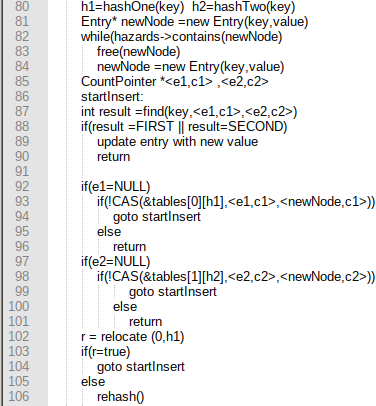 80 h1=hashOne(key) h2=hashTwo(key)
81 Entry* newNode =new Entry(key,value)
82 while(hazards->contains(newNode)
83 free(newNode)
84 newNode =new Entry(key,value)
85 CountPointer *<e1,c1> ,<e2,c2>
86 startInsert:
87 int result =find(key,<e1,c1>,<e2,c2>)
88 if(result =FIRST || result=SECOND)
89 update entry with new value
90 return
91
92 if(e1=NULL)
93 if(!CAS(&tables[0][h1],<e1,c1>,<newNode,c1>))
94 goto startInsert
95 else
96 return
97 if(e2=NULL)
98 if(!CAS(&tables[1][h2],<e2,c2>,<newNode,c2>))
99 goto startInsert
100 else
101 return
102 r = relocate (0,h1)
103 if(r=true)
104 goto startInsert
105 else
106 rehash()